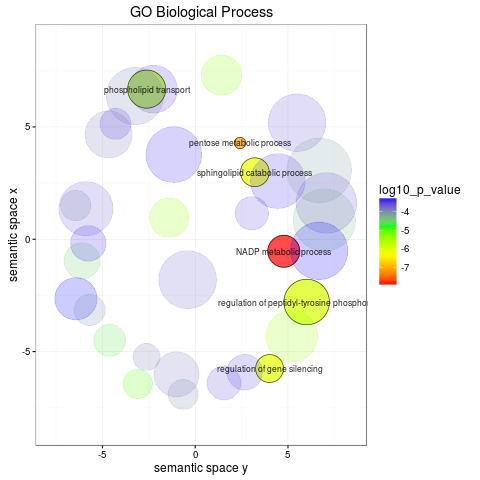 GO Biological Process
phospholipid transport
pentose metabolic process
sphingolipid catabolic process
NADP metabolic process
regulation of peptidyl-tyrosine phosphor
regulation of gene silencing
5
0
-5
-5
0
5
semantic space y
semantic space x
log10_p_value
-4
-5
-6
-7